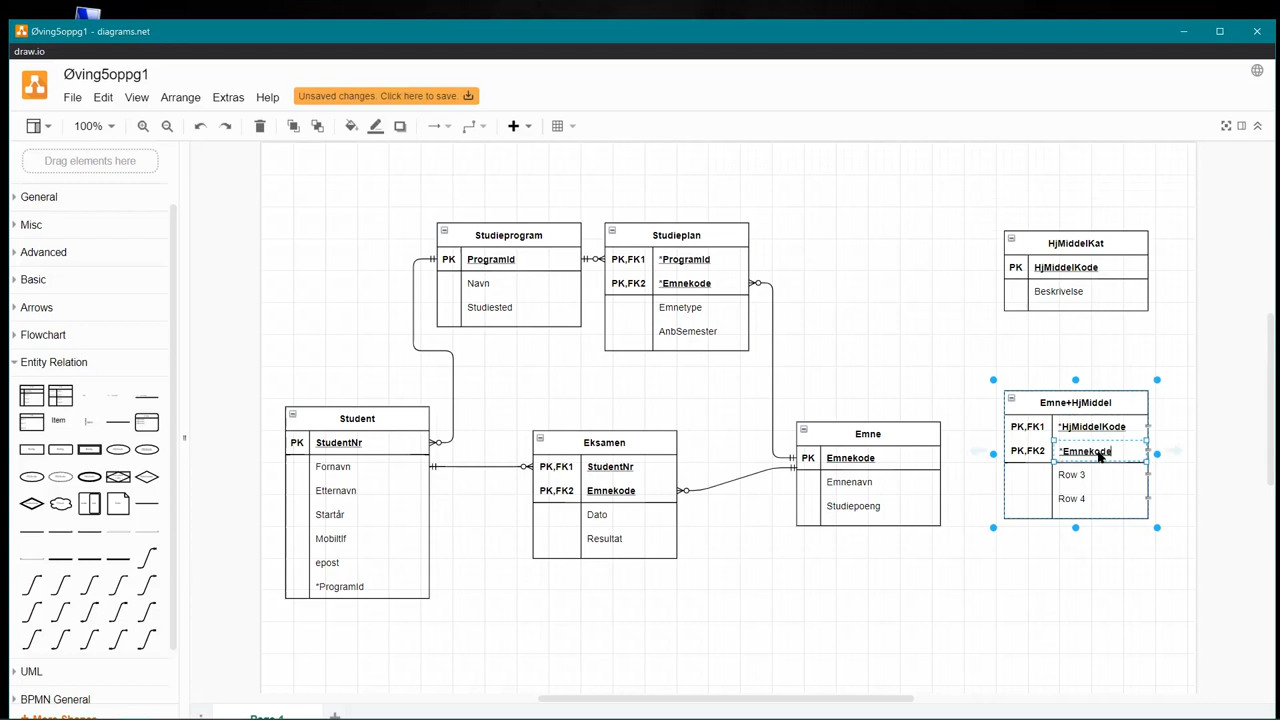 Øving5oppg1 - diagrams.net
draw.io
Øving5oppg1
File Edit View Arrange Extras Help Unsaved changes. Click here to save.
100%
Drag elements here
General
Misc
Advanced
Basic
Arrows
Flowchart
Entity Relation
Item
UML
BPMN General
+ More Shapes
Studieprogram
PK ProgramId
Navn
Studiested
Studieplan
PK,FK1 *ProgramId
PK,FK2 *Emnekode
Emnetype
AnbSemester
HjMiddelKat
PK HjMiddelKode
Beskrivelse
Student
PK StudentNr
Fornavn
Etternavn
Startår
Mobiltlf
epost
*ProgramId
Eksamen
PK,FK1 StudentNr
PK,FK2 Emnekode
Dato
Resultat
Emne
PK Emnekode
Emnenavn
Studiepoeng
Emne+HjMiddel
PK,FK1 *HjMiddelKode
PK,FK2 *Emnekode
Row 3
Row 4
Page-1